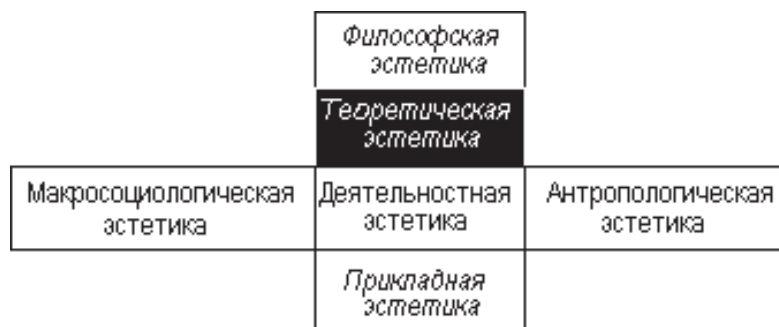 Философская
эстетика
Теоретическая
эстетика
Макросоциологическая
эстетика
Деятельностная
эстетика
Антропологическая
эстетика
Прикладная
эстетика